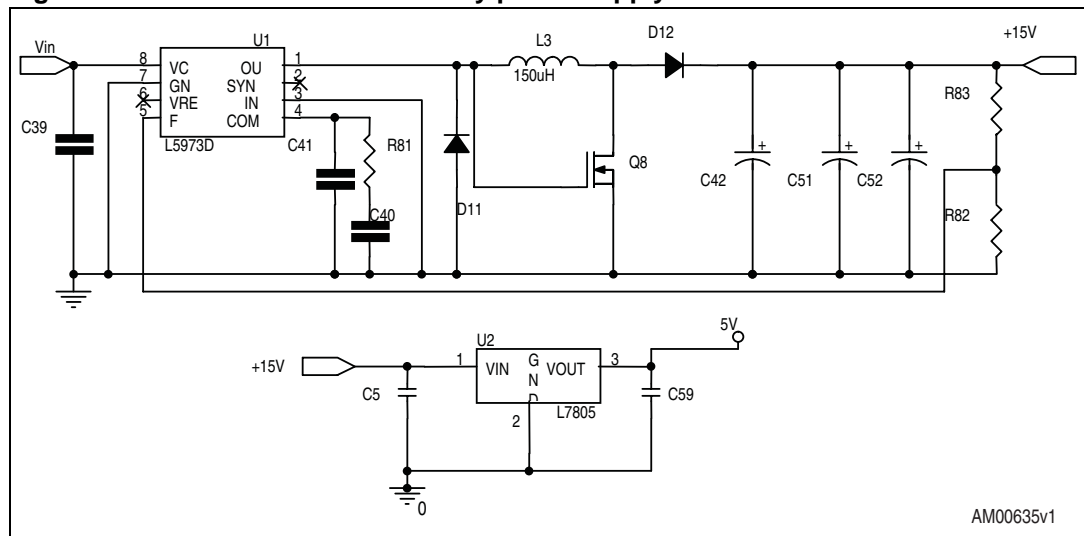 Vin
U1
L3
D12
+15V
8
VC
OU
1
150uH
7
GN
SYN
2
6
VRE
IN
3
5
F
COM
4
R83
C39
L5973D
C41
R81
Q8
C42
C51
C52
C40
D11
R82
U2
5V
+15V
1
VIN
G
N
D
VOUT
3
C5
C59
L7805
2
0
AM00635v1